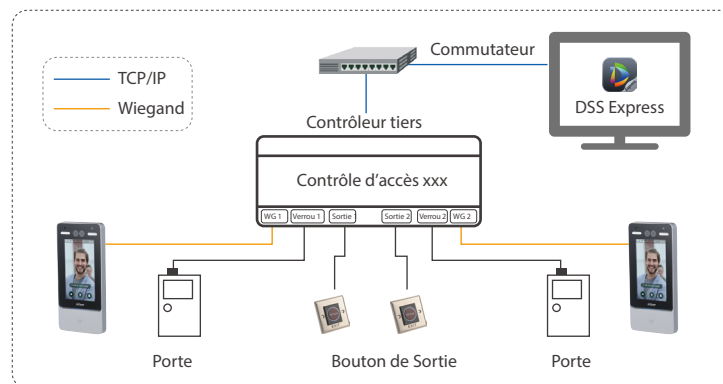 Commutateur
TCP/IP
Wiegand
DSS Express
Contrôleur tiers
Contrôle d'accès xxx
WG 1 Verrou 1 Sortie Sortie 2 Verrou 2 WG 2
Porte Bouton de Sortie Porte